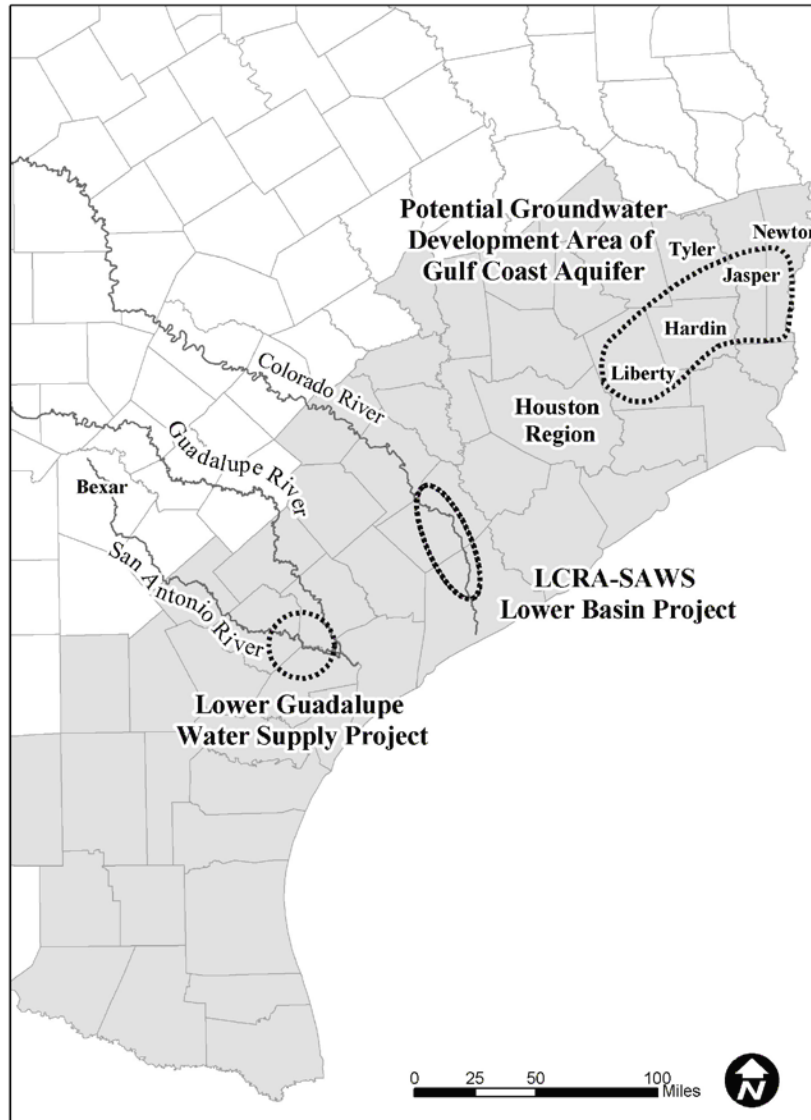 Potential Groundwater
Development Area of
Gulf Coast Aquifer
Newton
Tyler
Jasper
Hardin
Liberty
Houston
Region
Colorado River
Guadalupe River
Bexar
San Antonio River
LCRA-SAWS
Lower Basin Project
Lower Guadalupe
Water Supply Project
0 25 50 100
Miles
N